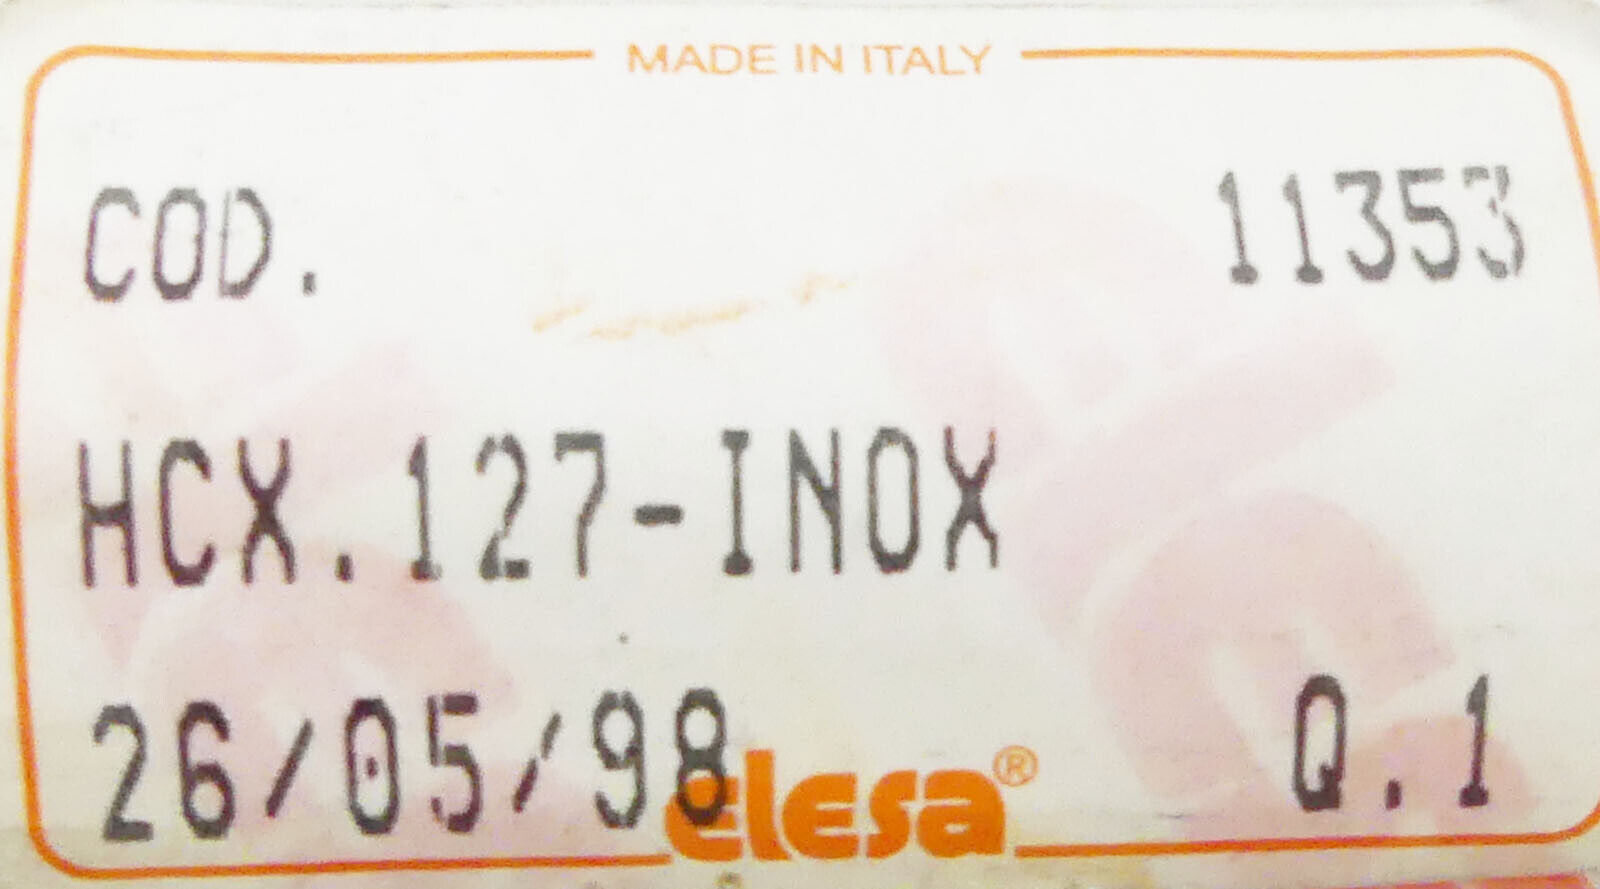 MADE IN ITALY
COD. 11353
HCX.127-INOX
26/05/98 Q.1
elesa®